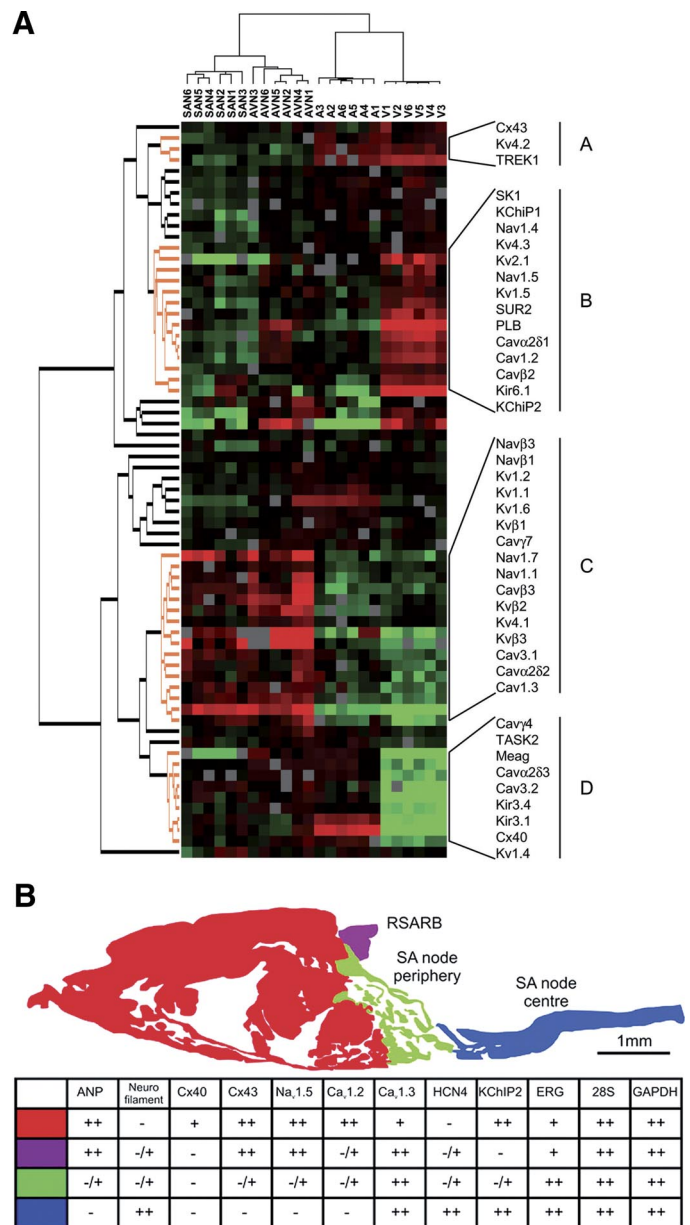 A
SAN6 SAN5 SAN4 SAN2 SAN1 SAN3 AVN3 AVN6 AVN5 AVN2 AVN4 AVN1 A3 A2 A6 A5 A4 A1 V1 V2 V6 V5 V4 V3
Cx43
Kv4.2
TREK1
A
SK1
KChiP1
Nav1.4
Kv4.3
Kv2.1
Nav1.5
Kv1.5
SUR2
PLB
Cavα2δ1
Cav1.2
Cavβ2
Kir6.1
KChiP2
B
Navβ3
Navβ1
Kv1.2
Kv1.1
Kv1.6
Kvβ1
Cavγ7
Nav1.7
Nav1.1
Cavβ3
Kvβ2
Kv4.1
Kvβ3
Cav3.1
Cavα2δ2
Cav1.3
C
Cavγ4
TASK2
Meag
Cavα2δ3
Cav3.2
Kir3.4
Kir3.1
Cx40
Kv1.4
D
B
RSARB
SA node
periphery
SA node
centre
1mm
ANP Neuro filament Cx40 Cx43 Nav1.5 Cav1.2 Cav1.3 HCN4 KChIP2 ERG 28S GAPDH
++ - + ++ ++ ++ + - ++ + ++ ++
++ -/+ - ++ ++ -/+ ++ -/+ - + ++ ++
-/+ -/+ - -/+ -/+ -/+ ++ -/+ -/+ ++ ++ ++
- ++ - - - - ++ ++ ++ ++ ++ ++